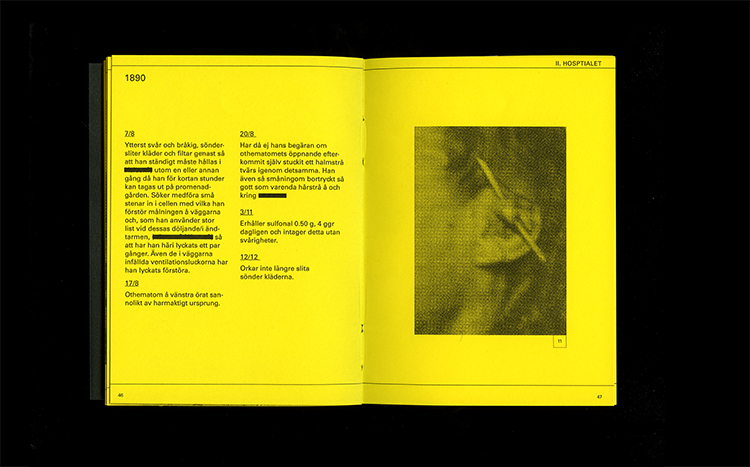 1890
II. HOSPTIALET
7/8
Ytterst svår och bråkig, sönder-
sliter kläder och filtar genast så
att han ständigt måste hållas i
utom en eller annan
gång då han för kortan stunder
kan tagas ut på promenad-
gården. Söker medföra små
stenar in i cellen med vilka han
förstör målningen å väggarna
och, som han använder stor
list vid dessas döljande/i änd-
tarmen, så
att har han häri lyckats ett par
gånger. Även de i väggarna
infällda ventilationsluckorna har
han lyckats förstöra.
17/8
Othematom å vänstra örat san-
nolikt av harmaktigt ursprung.
20/8
Har då ej hans begäran om
othematomets öppnande efter-
kommit själv stuckit ett halmstrå
tvärs igenom detsamma. Han
även så småningom bortryckt så
gott som varenda hårstrå å och
kring
3/11
Erhåller sulfonal 0.50 g, 4 ggr
dagligen och intager detta utan
svårigheter.
12/12
Orkar inte längre slita
sönder kläderna.
11
46
47